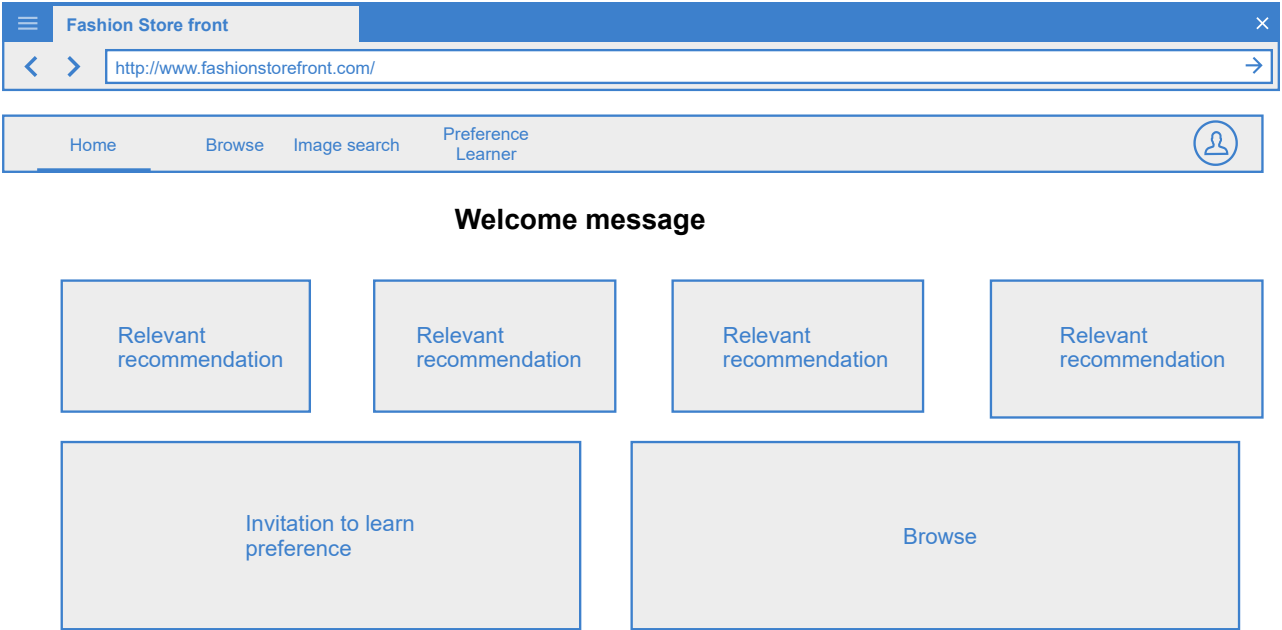 Fashion Store front
http://www.fashionstorefront.com/
Home
Browse
Image search
Preference
Learner
Welcome message
Relevant
recommendation
Relevant
recommendation
Relevant
recommendation
Relevant
recommendation
Invitation to learn
preference
Browse